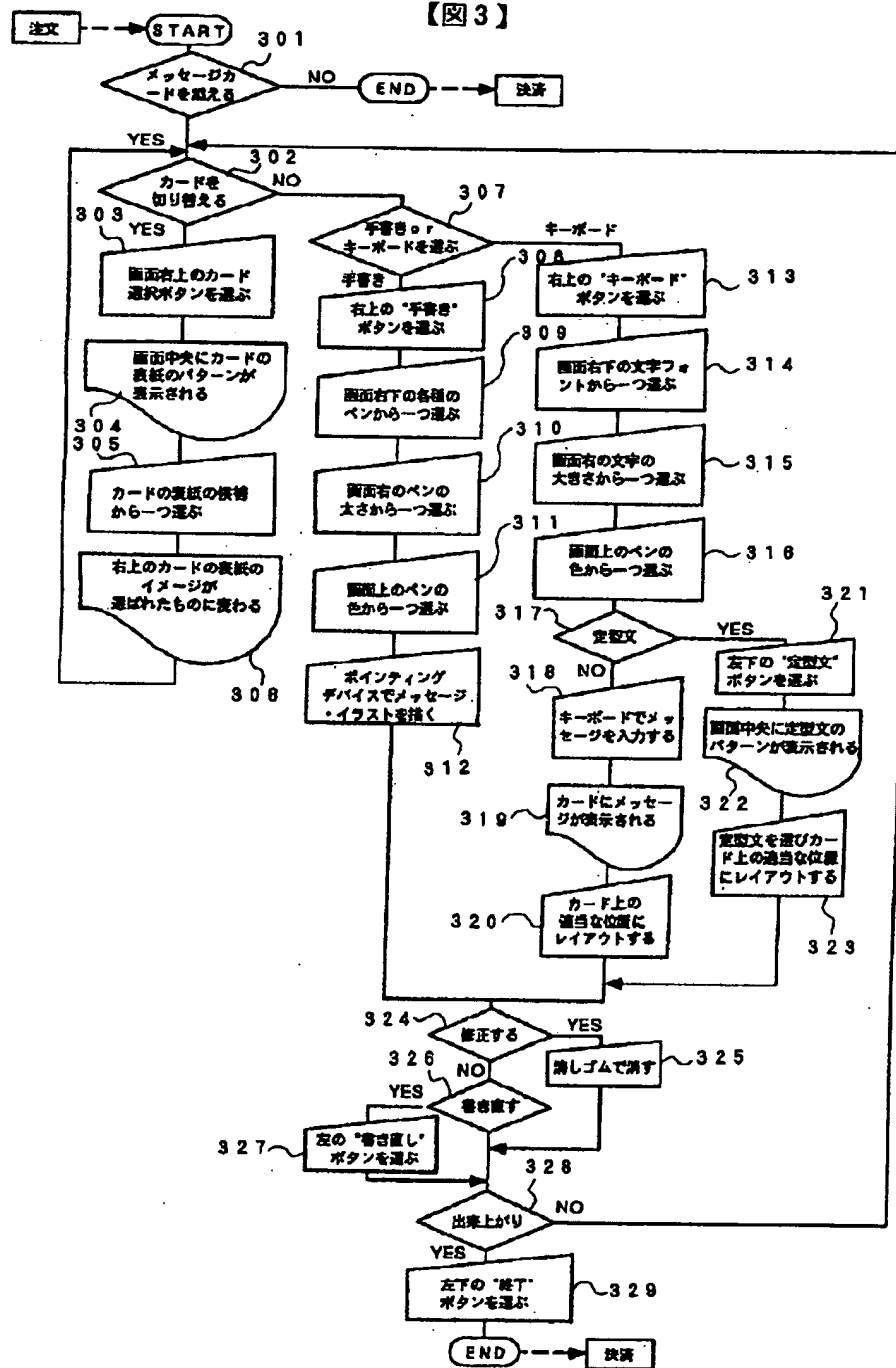 【図3】
注文
START
301
メッセージカ
ードを添える
NO
END
決済
YES
302
カードを
切り替える
NO
307
303
YES
手書きor
キーボードを選ぶ
キーボード
画面右上のカード
選択ボタンを選ぶ
手書き
308
右上の"手書き"
ボタンを選ぶ
右上の"キーボード"
ボタンを選ぶ
313
画面中央にカードの
表紙のパターンが
表示される
304
309
画面右下の各種の
ペンから一つ選ぶ
画面右下の文字フォ
ントから一つ選ぶ
314
305
カードの表紙の候補
から一つ選ぶ
310
画面右のペンの
太さから一つ選ぶ
画面右の文字の
大きさから一つ選ぶ
315
右上のカードの表紙の
イメージが
選ばれたものに変わる
306
311
画面上のペンの
色から一つ選ぶ
画面上のペンの
色から一つ選ぶ
316
ポインティング
デバイスでメッセージ
・イラストを描く
312
317
定型文
YES
321
NO
左下の"定型文"
ボタンを選ぶ
318
キーボードでメッ
セージを入力する
画面中央に定型文の
パターンが表示される
322
319
カードにメッセー
ジが表示される
定型文を選びカー
ド上の適当な位置
にレイアウトする
323
320
カード上の
適当な位置に
レイアウトする
324
修正する
YES
消しゴムで消す
325
326
NO
書き直す
YES
327
左の"書き直し"
ボタンを選ぶ
328
出来上がり
NO
YES
左下の"終了"
ボタンを選ぶ
329
END
決済